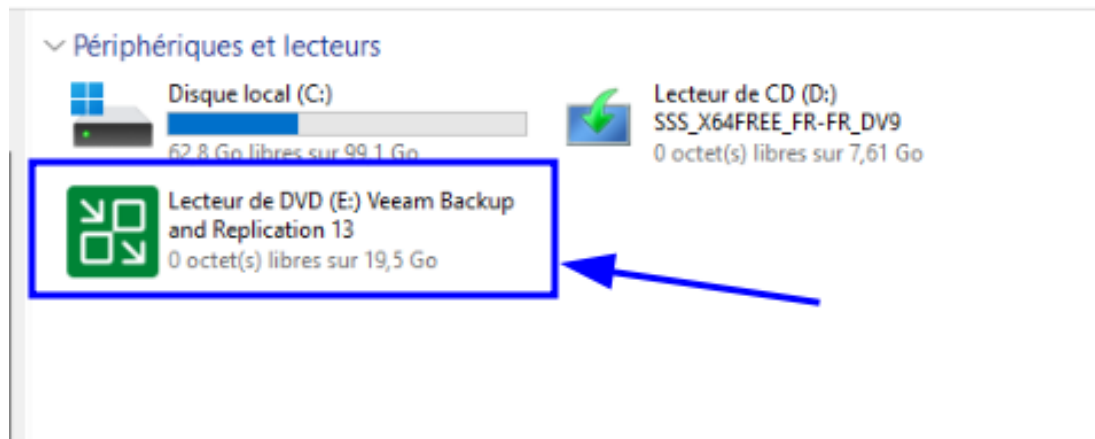 Périphériques et lecteurs
Disque local (C:)
62,8 Go libres sur 99,1 Go
Lecteur de CD (D:)
SSS_X64FREE_FR-FR_DV9
0 octet(s) libres sur 7,61 Go
Lecteur de DVD (E:) Veeam Backup
and Replication 13
0 octet(s) libres sur 19,5 Go